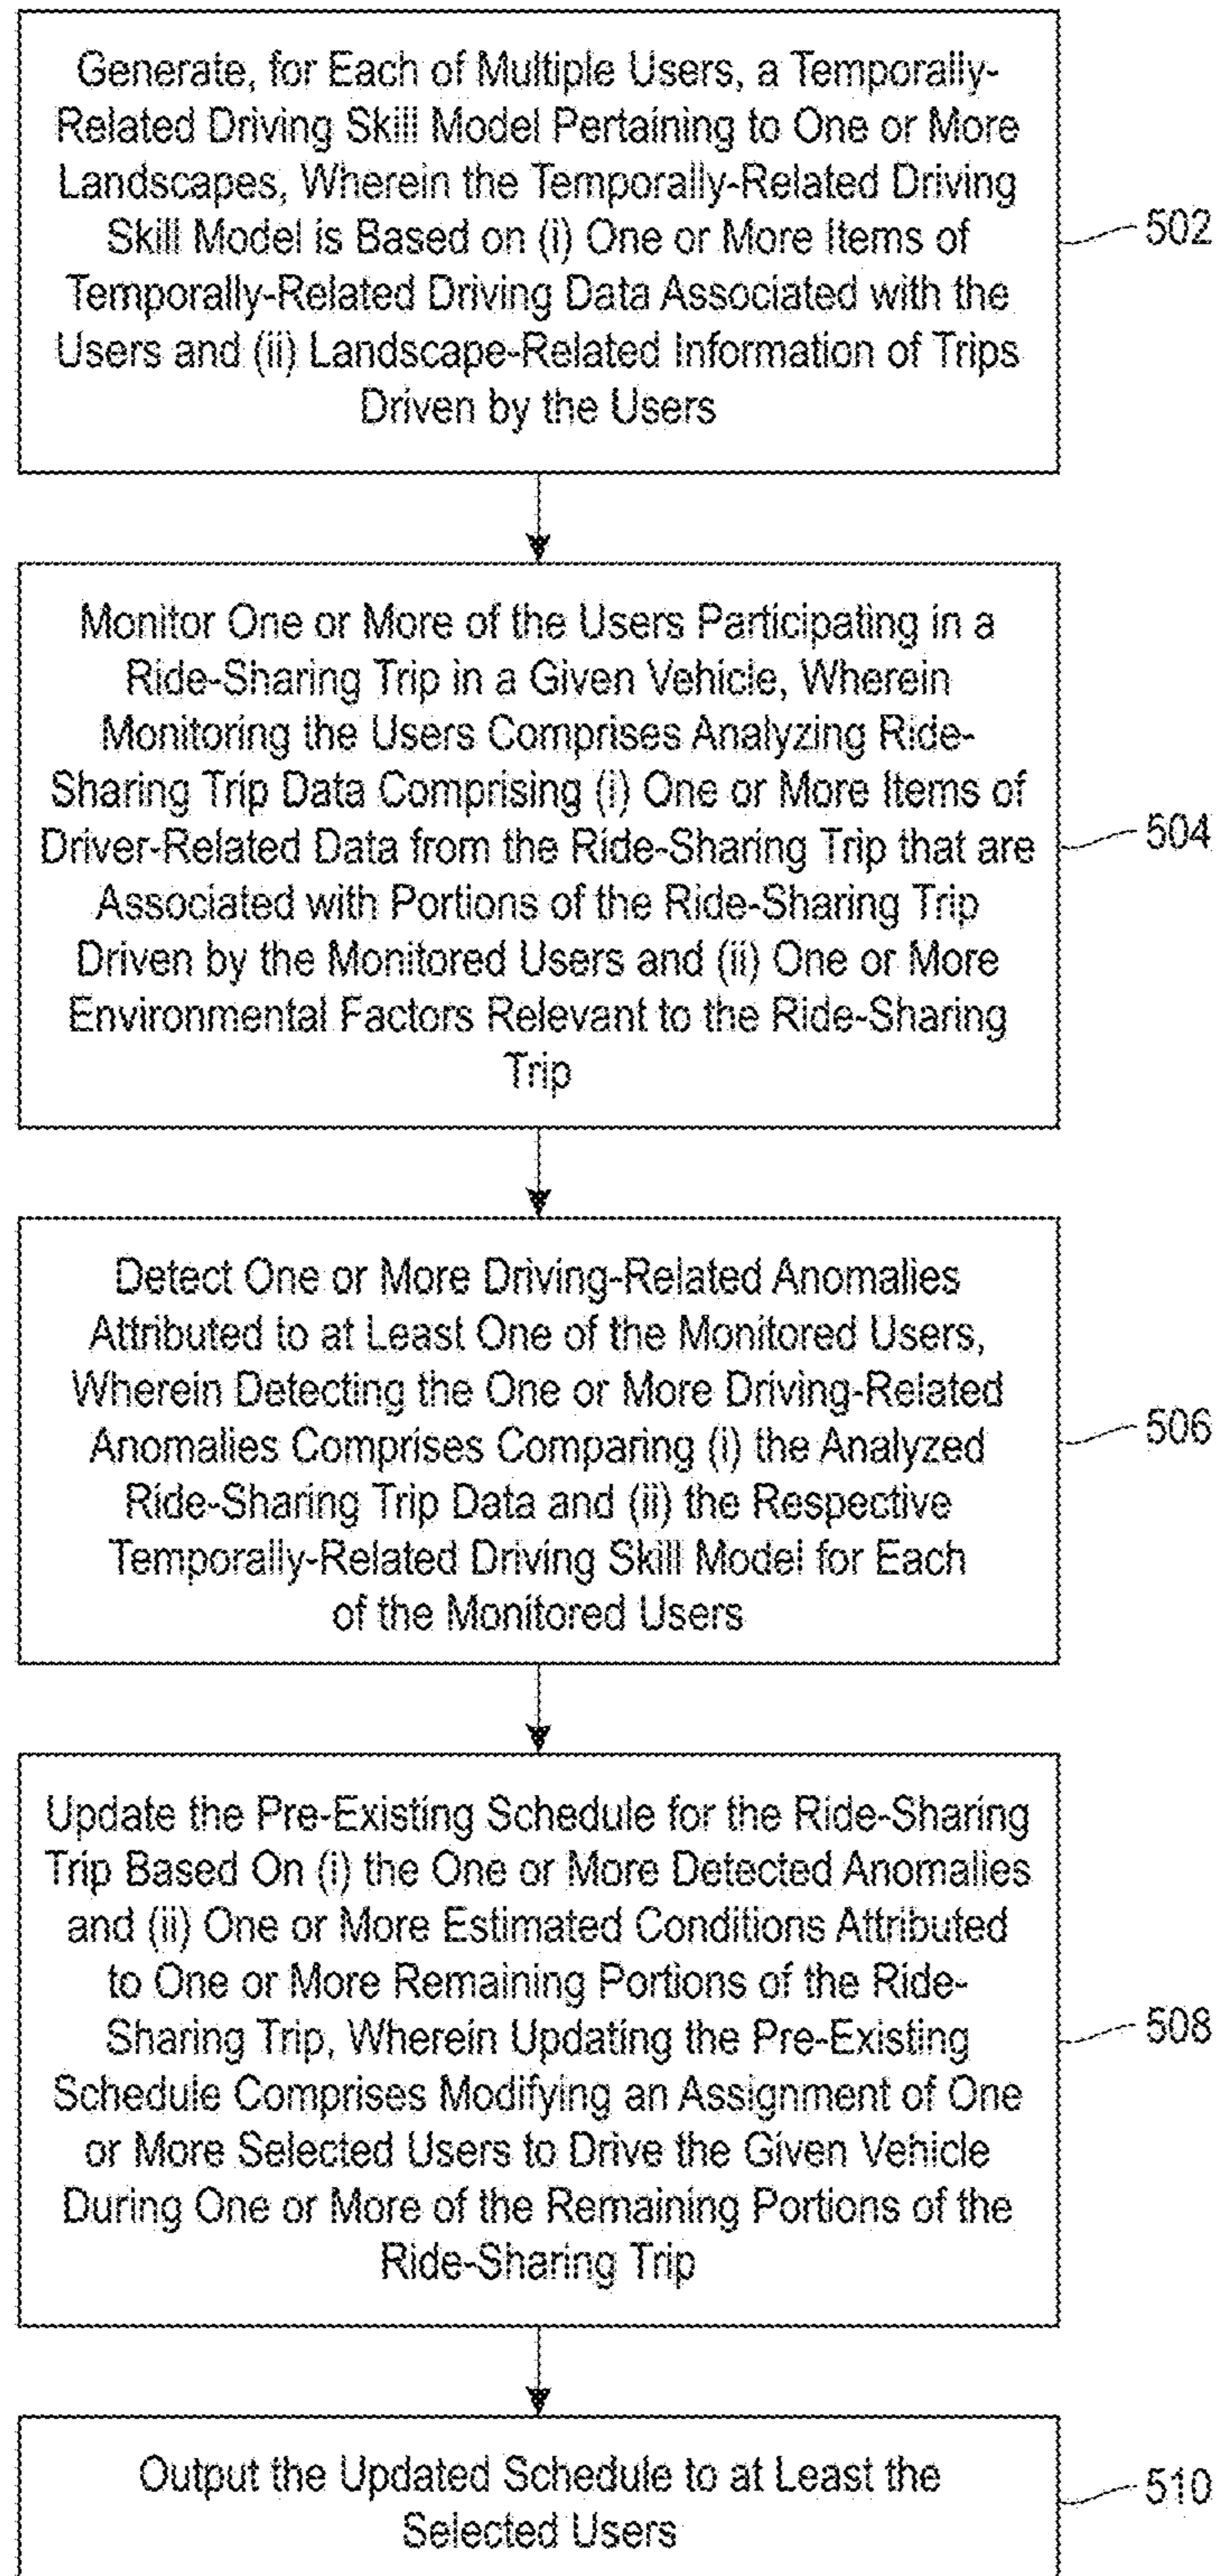 Generate, for Each of Multiple Users, a Temporally-
Related Driving Skill Model Pertaining to One or More
Landscapes, Wherein the Temporally-Related Driving
Skill Model is Based on (i) One or More Items of
Temporally-Related Driving Data Associated with the
Users and (ii) Landscape-Related Information of Trips
Driven by the Users
502
Monitor One or More of the Users Participating in a
Ride-Sharing Trip in a Given Vehicle, Wherein
Monitoring the Users Comprises Analyzing Ride-
Sharing Trip Data Comprising (i) One or More Items of
Driver-Related Data from the Ride-Sharing Trip that are
Associated with Portions of the Ride-Sharing Trip
Driven by the Monitored Users and (ii) One or More
Environmental Factors Relevant to the Ride-Sharing
Trip
504
Detect One or More Driving-Related Anomalies
Attributed to at Least One of the Monitored Users,
Wherein Detecting the One or More Driving-Related
Anomalies Comprises Comparing (i) the Analyzed
Ride-Sharing Trip Data and (ii) the Respective
Temporally-Related Driving Skill Model for Each
of the Monitored Users
506
Update the Pre-Existing Schedule for the Ride-Sharing
Trip Based On (i) the One or More Detected Anomalies
and (ii) One or More Estimated Conditions Attributed
to One or More Remaining Portions of the Ride-
Sharing Trip, Wherein Updating the Pre-Existing
Schedule Comprises Modifying an Assignment of One
or More Selected Users to Drive the Given Vehicle
During One or More of the Remaining Portions of the
Ride-Sharing Trip
508
Output the Updated Schedule to at Least the
Selected Users
510